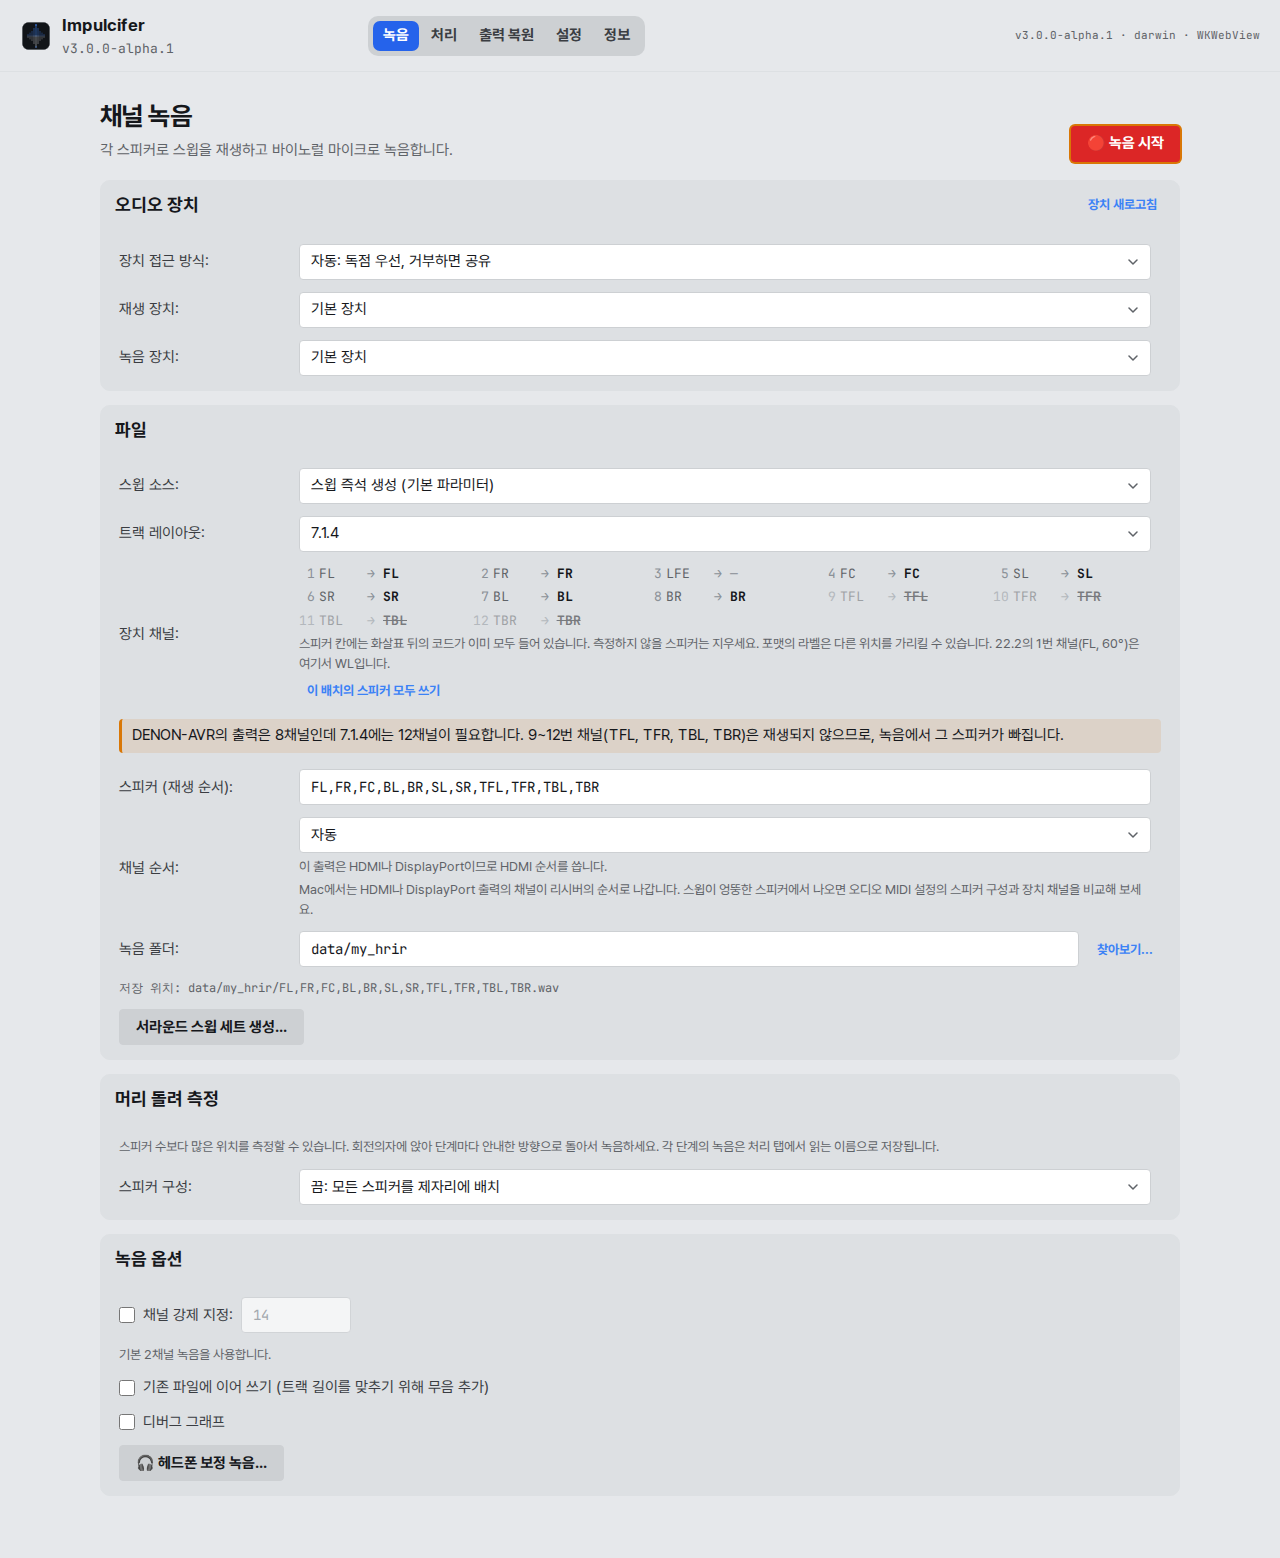 Impulcifer
v3.0.0-alpha.1
녹음 처리 출력 복원 설정 정보
v3.0.0-alpha.1 · darwin · WKWebView
채널 녹음
각 스피커로 스윕을 재생하고 바이노럴 마이크로 녹음합니다.
🔴 녹음 시작
오디오 장치
장치 새로고침
장치 접근 방식: 자동: 독점 우선, 거부하면 공유
재생 장치: 기본 장치
녹음 장치: 기본 장치
파일
스윕 소스: 스윕 즉석 생성 (기본 파라미터)
트랙 레이아웃: 7.1.4
장치 채널:
1 FL → FL 2 FR → FR 3 LFE → — 4 FC → FC 5 SL → SL
6 SR → SR 7 BL → BL 8 BR → BR 9 TFL → TFL 10 TFR → TFR
11 TBL → TBL 12 TBR → TBR
스피커 칸에는 화살표 뒤의 코드가 이미 모두 들어 있습니다. 측정하지 않을 스피커는 지우세요. 포맷의 라벨은 다른 위치를 가리킬 수 있습니다. 22.2의 1번 채널(FL, 60°)은
여기서 WL입니다.
이 배치의 스피커 모두 쓰기
DENON-AVR의 출력은 8채널인데 7.1.4에는 12채널이 필요합니다. 9~12번 채널(TFL, TFR, TBL, TBR)은 재생되지 않으므로, 녹음에서 그 스피커가 빠집니다.
스피커 (재생 순서): FL,FR,FC,BL,BR,SL,SR,TFL,TFR,TBL,TBR
채널 순서: 자동
이 출력은 HDMI나 DisplayPort이므로 HDMI 순서를 씁니다.
Mac에서는 HDMI나 DisplayPort 출력의 채널이 리시버의 순서로 나갑니다. 스윕이 엉뚱한 스피커에서 나오면 오디오 MIDI 설정의 스피커 구성과 장치 채널을 비교해 보세
요.
녹음 폴더: data/my_hrir 찾아보기...
저장 위치: data/my_hrir/FL,FR,FC,BL,BR,SL,SR,TFL,TFR,TBL,TBR.wav
서라운드 스윕 세트 생성...
머리 돌려 측정
스피커 수보다 많은 위치를 측정할 수 있습니다. 회전의자에 앉아 단계마다 안내한 방향으로 돌아서 녹음하세요. 각 단계의 녹음은 처리 탭에서 읽는 이름으로 저장됩니다.
스피커 구성: 끔: 모든 스피커를 제자리에 배치
녹음 옵션
채널 강제 지정: 14
기본 2채널 녹음을 사용합니다.
기존 파일에 이어 쓰기 (트랙 길이를 맞추기 위해 무음 추가)
디버그 그래프
🎧 헤드폰 보정 녹음...